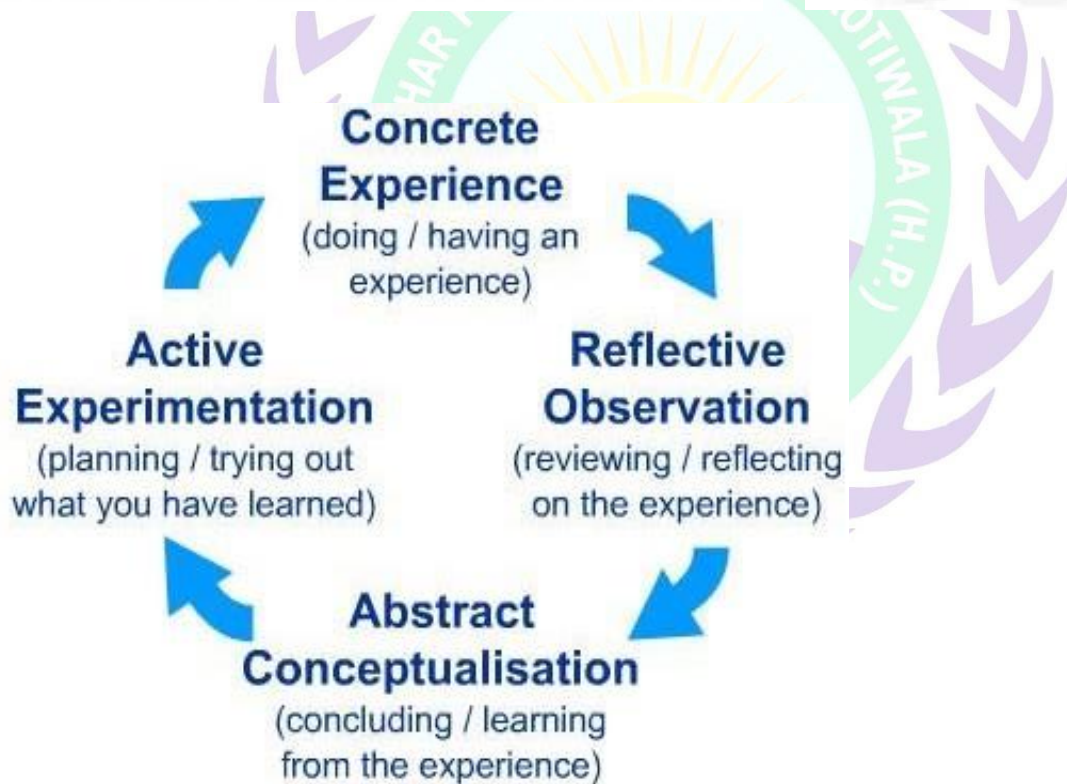 Concrete
Experience
(doing / having an
experience)
Reflective
Observation
(reviewing / reflecting
on the experience)
Abstract
Conceptualisation
(concluding / learning
from the experience)
Active
Experimentation
(planning / trying out
what you have learned)
(H.P.)